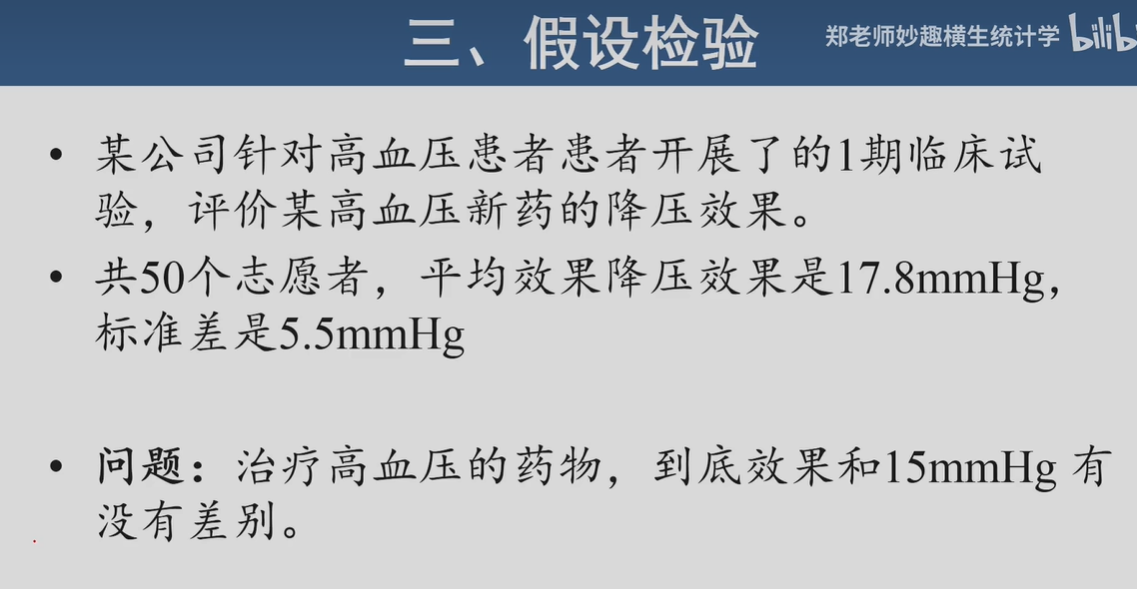 三、假设检验
郑老师妙趣横生统计学
• 某公司针对高血压患者患者开展了的1期临床试
验，评价某高血压新药的降压效果。
• 共50个志愿者，平均效果降压效果是17.8mmHg，
标准差是5.5mmHg
• 问题：治疗高血压的药物，到底效果和15mmHg 有
没有差别。